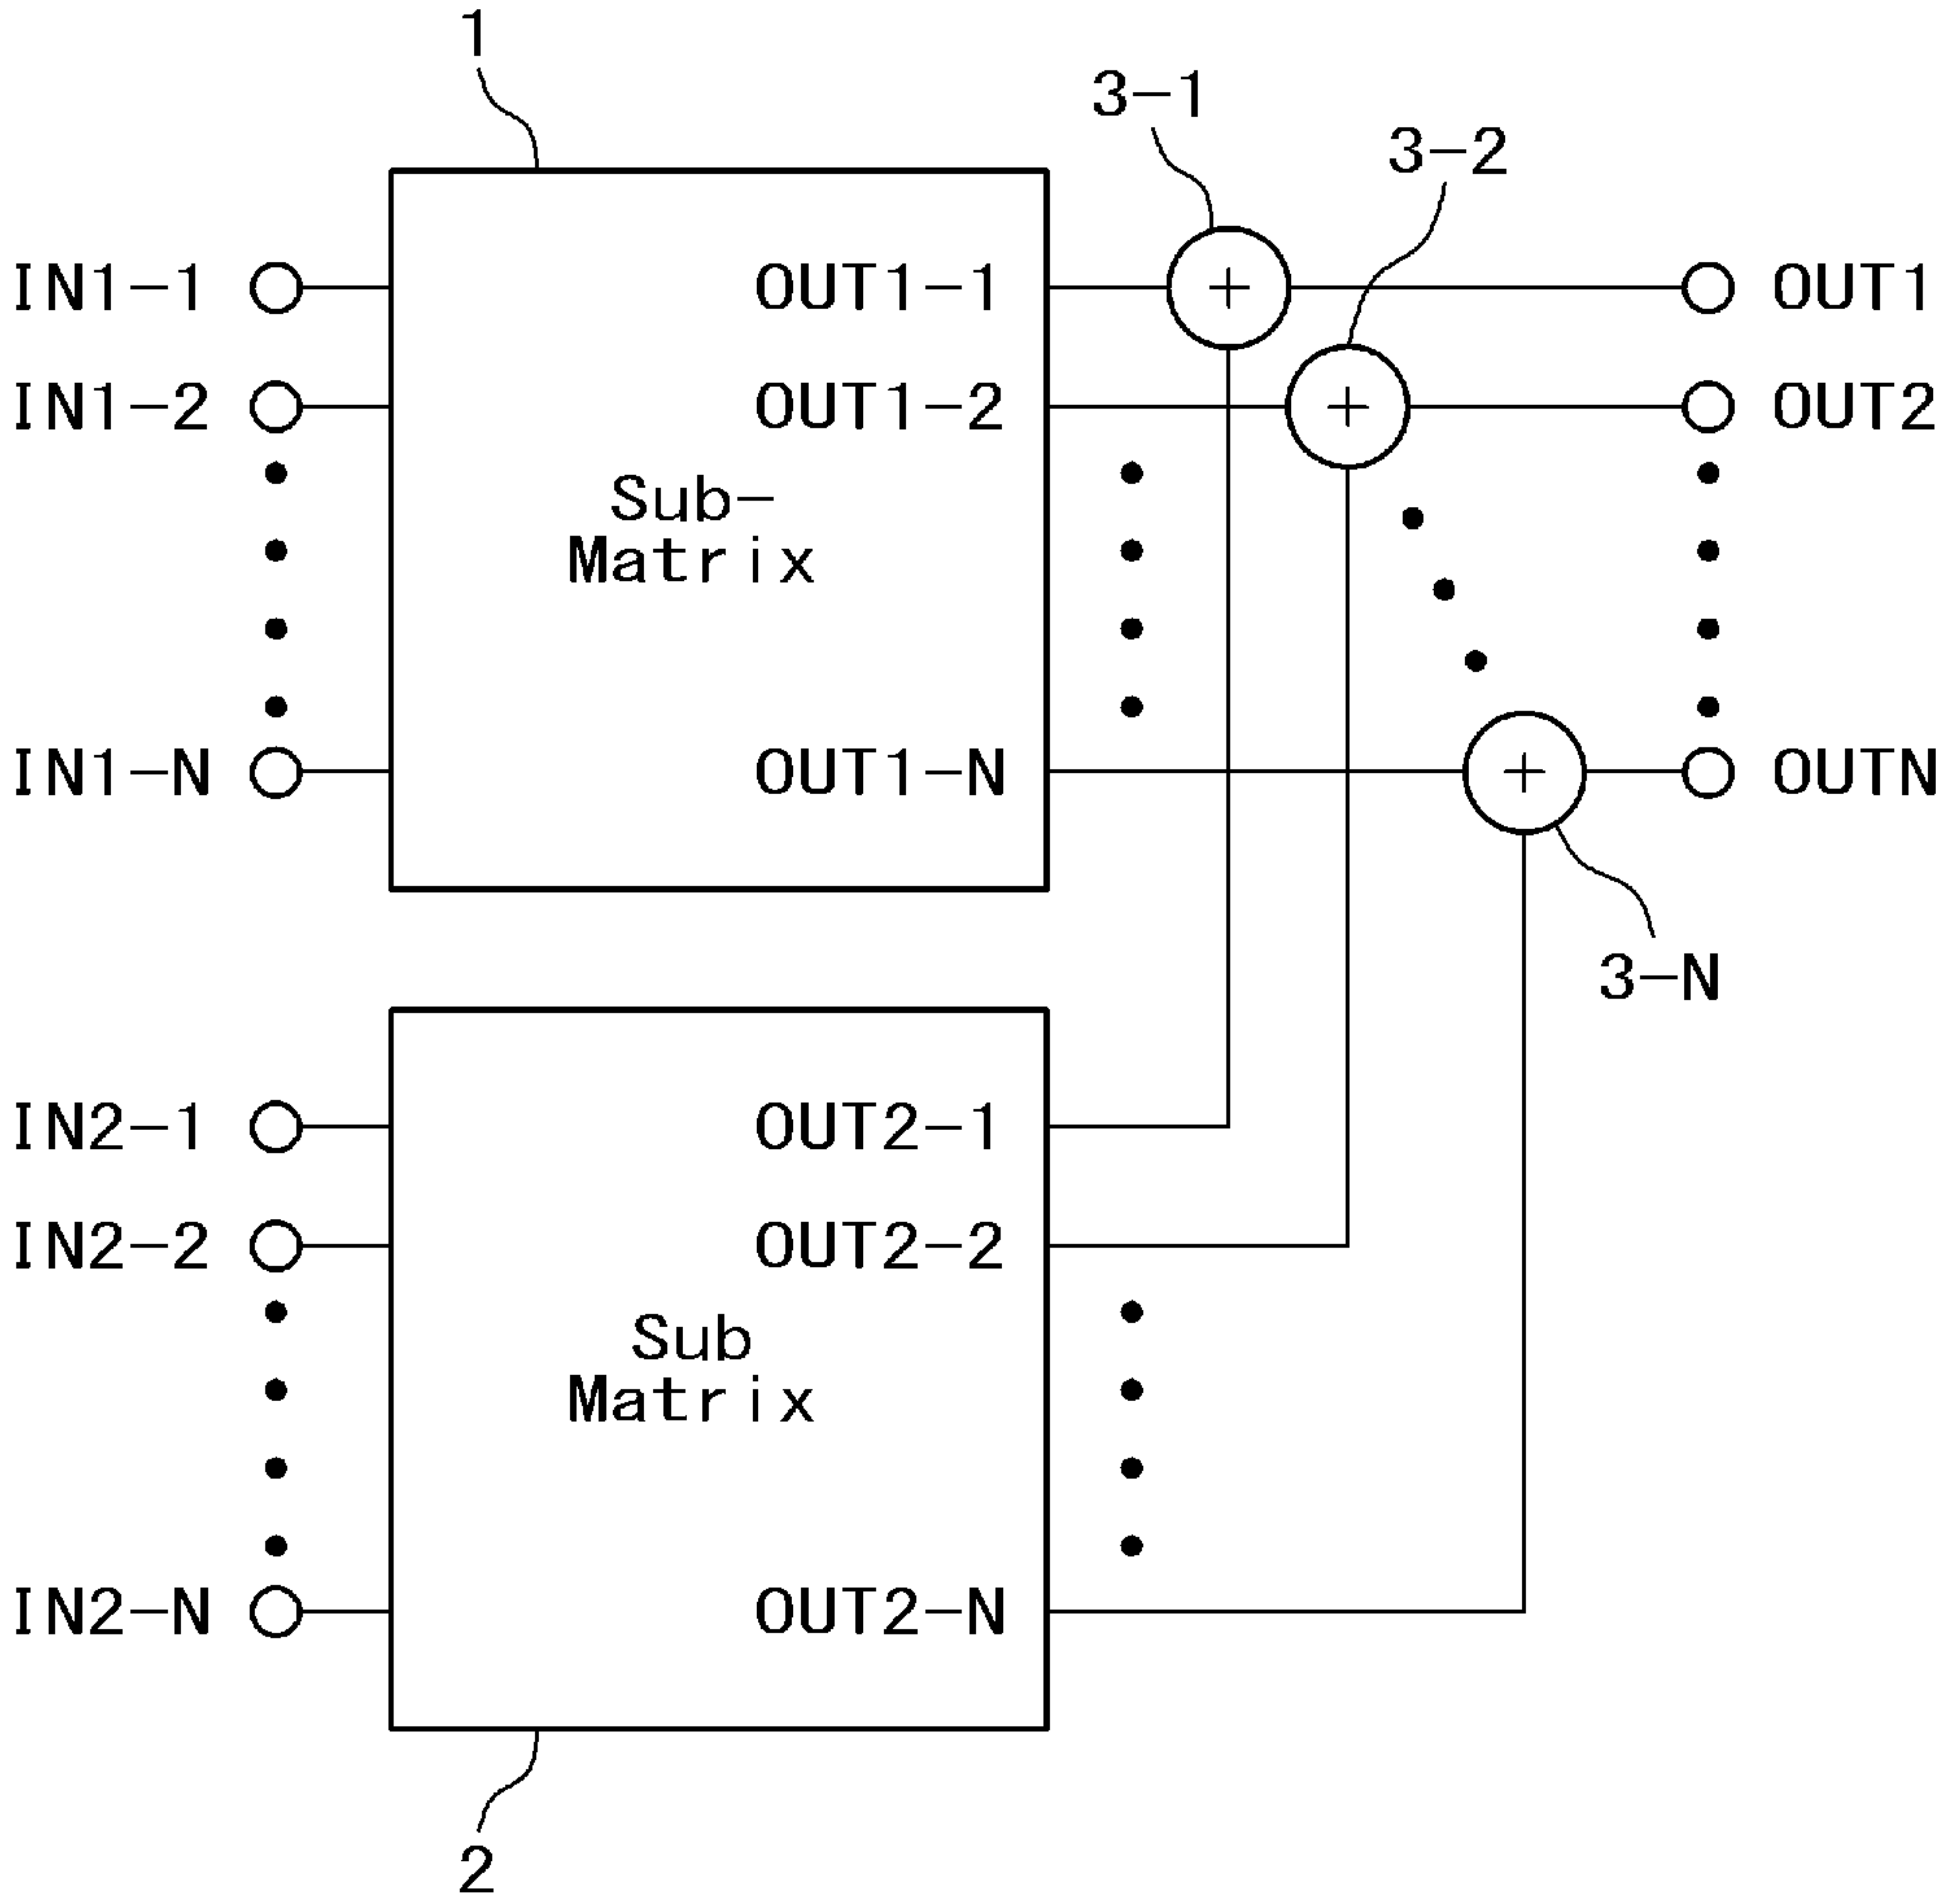 1
3-1
3-2
IN1-1
OUT1-1
+
OUT1
IN1-2
OUT1-2
+
OUT2
Sub-
Matrix
IN1-N
OUT1-N
+
OUTN
3-N
IN2-1
OUT2-1
IN2-2
OUT2-2
Sub
Matrix
IN2-N
OUT2-N
2